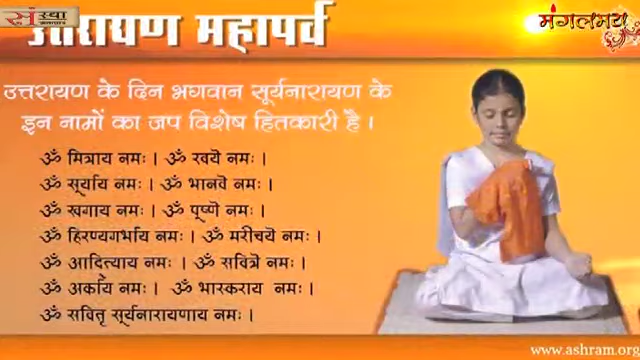 संस्था समाचार
मंगलमय
उत्तरायण महापर्व
उत्तरायण के दिन भगवान सूर्यनारायण के
इन नामों का जप विशेष हितकारी है ।
ॐ मित्राय नमः । ॐ रवये नमः ।
ॐ सूर्याय नमः । ॐ भानवे नमः ।
ॐ खगाय नमः । ॐ पूष्णे नमः ।
ॐ हिरण्यगर्भाय नमः । ॐ मरीचये नमः ।
ॐ आदित्याय नमः । ॐ सवित्रे नमः ।
ॐ अर्काय नमः । ॐ भास्कराय नमः ।
ॐ सवितृ सूर्यनारायणाय नमः ।
www.ashram.org